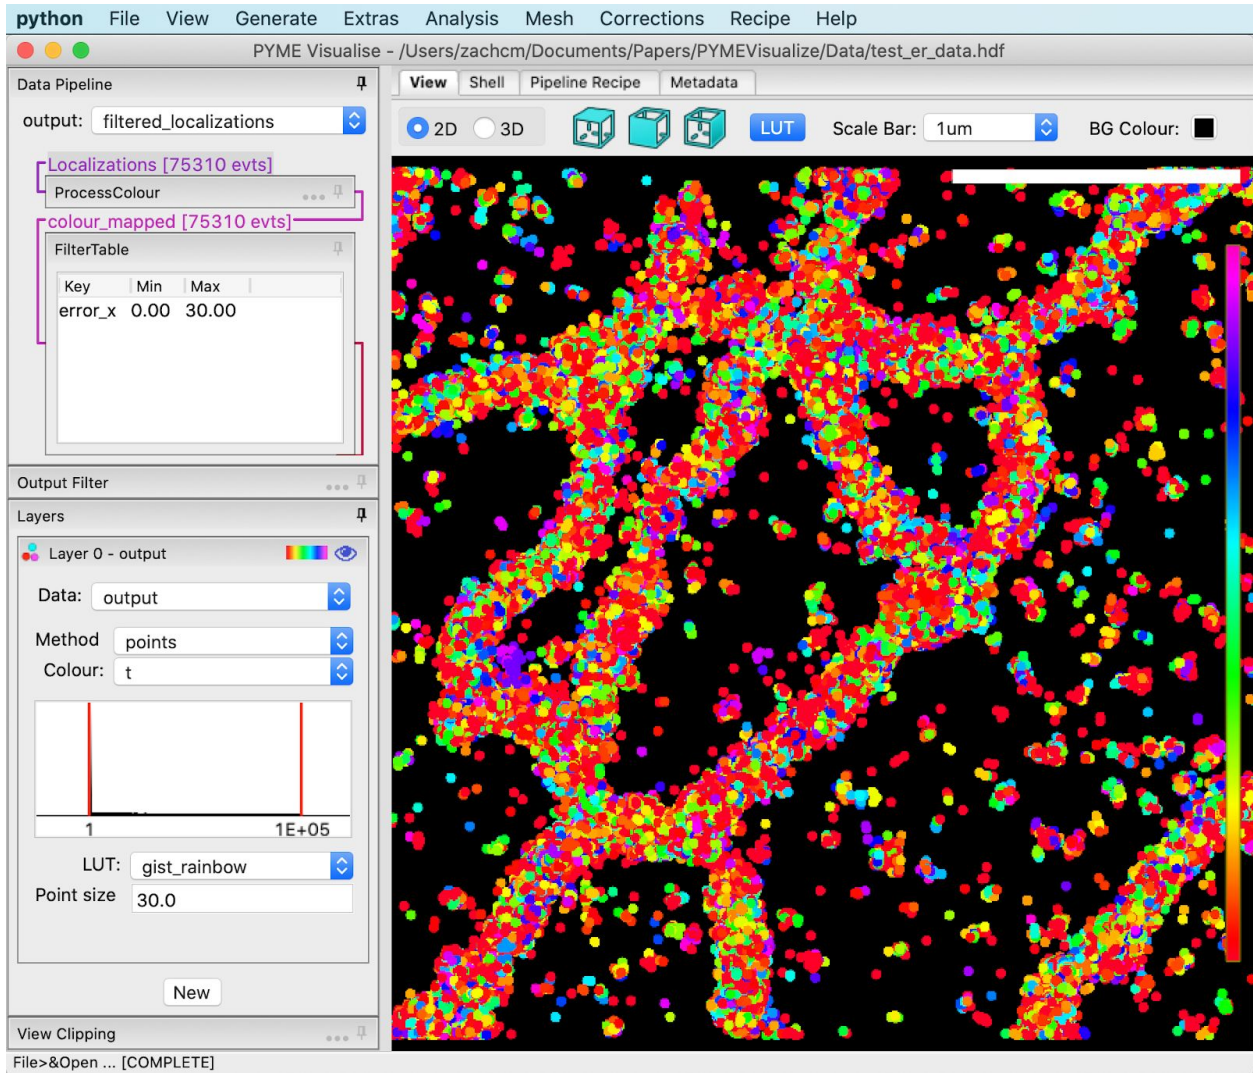 python File View Generate Extras Analysis Mesh Corrections Recipe Help
PYME Visualise - /Users/zachcm/Documents/Papers/PYMEVisualize/Data/test_er_data.hdf
Data Pipeline
output: filtered_localizations
Localizations [75310 evts]
ProcessColour
colour_mapped [75310 evts]
FilterTable
Key Min Max
error_x 0.00 30.00
Output Filter
Layers
Layer 0 - output
Data: output
Method points
Colour: t
1 1E+05
LUT: gist_rainbow
Point size 30.0
New
View Clipping
File>&Open ... [COMPLETE]
View Shell Pipeline Recipe Metadata
2D 3D LUT Scale Bar: 1um BG Colour: